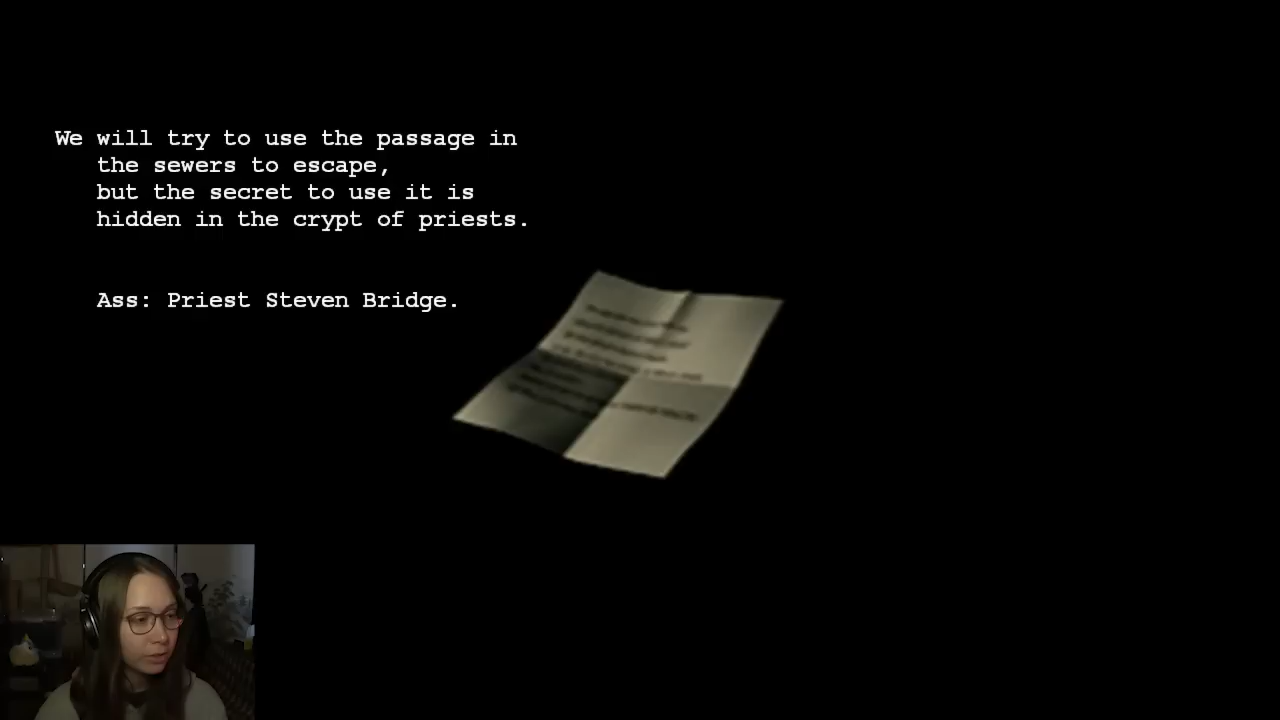 We will try to use the passage in
the sewers to escape,
but the secret to use it is
hidden in the crypt of priests.
Ass: Priest Steven Bridge.